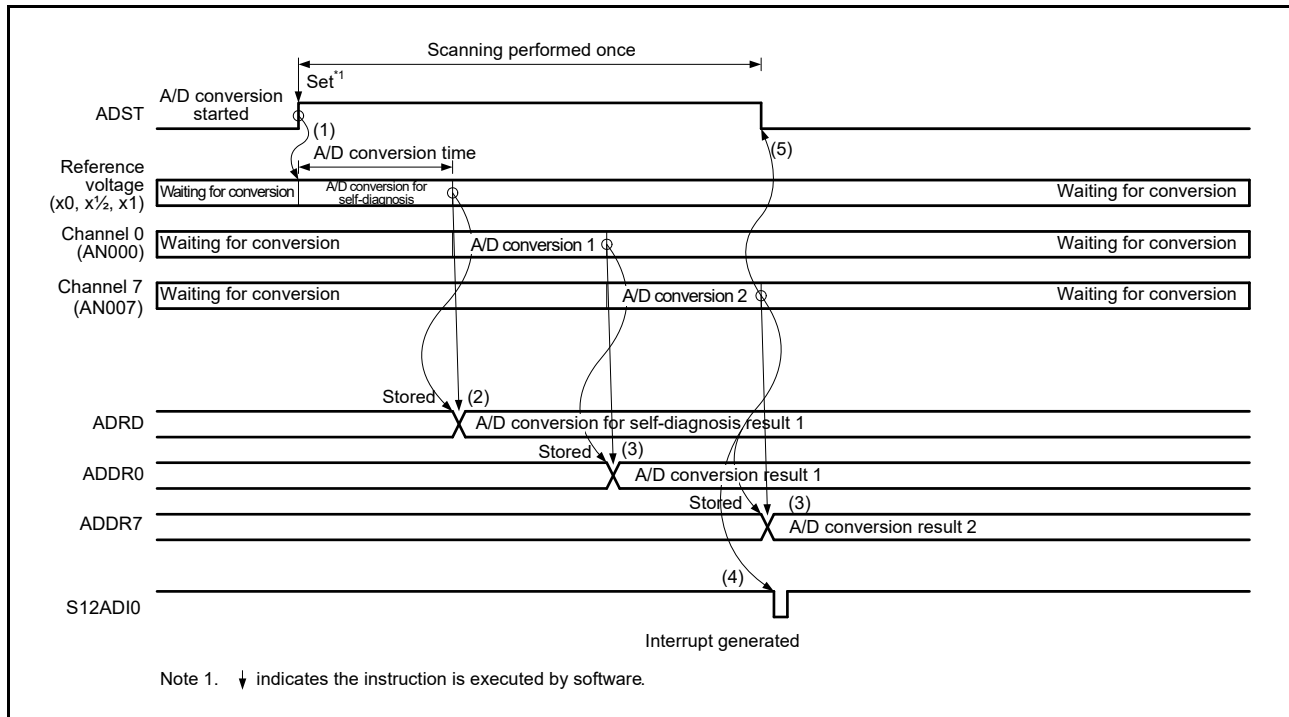 Scanning performed once
Set*1
A/D conversion
started
ADST
(1)
(5)
A/D conversion time
Reference
voltage
(x0, x½, x1)
Waiting for conversion
A/D conversion for
self-diagnosis
Waiting for conversion
Channel 0
(AN000)
Waiting for conversion
A/D conversion 1
Waiting for conversion
Channel 7
(AN007)
Waiting for conversion
A/D conversion 2
Waiting for conversion
Stored
(2)
ADRD
A/D conversion for self-diagnosis result 1
Stored
(3)
ADDR0
A/D conversion result 1
Stored
(3)
ADDR7
A/D conversion result 2
(4)
S12ADI0
Interrupt generated
Note 1. indicates the instruction is executed by software.